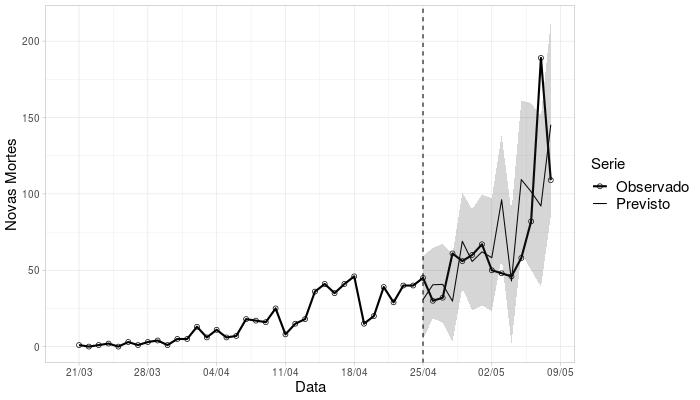 Novas Mortes
200
150
100
50
0
21/03
28/03
04/04
11/04
18/04
25/04
02/05
09/05
Data
Serie
Observado
Previsto